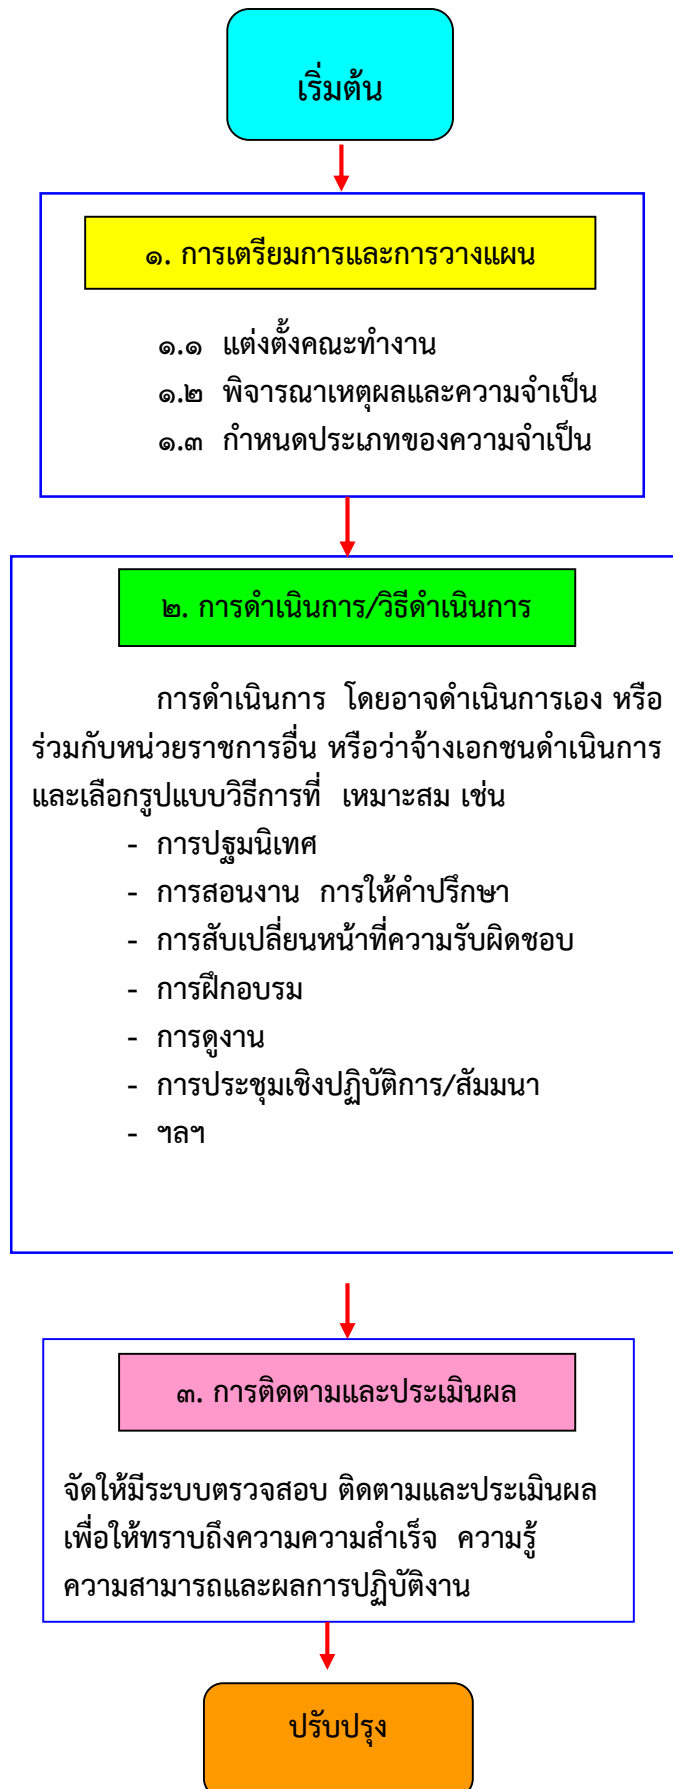 เริ่มต้น
๑. การเตรียมการและการวางแผน
๑.๑ แต่งตั้งคณะทำงาน
๑.๒ พิจารณาเหตุผลและความจำเป็น
๑.๓ กำหนดประเภทของความจำเป็น
๒. การดำเนินการ/วิธีดำเนินการ
การดำเนินการ โดยอาจดำเนินการเอง หรือ
ร่วมกับหน่วยราชการอื่น หรือว่าจ้างเอกชนดำเนินการ
และเลือกรูปแบบวิธีการที่ เหมาะสม เช่น
- การปฐมนิเทศ
- การสอนงาน การให้คำปรึกษา
- การสับเปลี่ยนหน้าที่ความรับผิดชอบ
- การฝึกอบรม
- การดูงาน
- การประชุมเชิงปฏิบัติการ/สัมมนา
- ฯลฯ
๓. การติดตามและประเมินผล
จัดให้มีระบบตรวจสอบ ติดตามและประเมินผล
เพื่อให้ทราบถึงความความสำเร็จ ความรู้
ความสามารถและผลการปฏิบัติงาน
ปรับปรุง